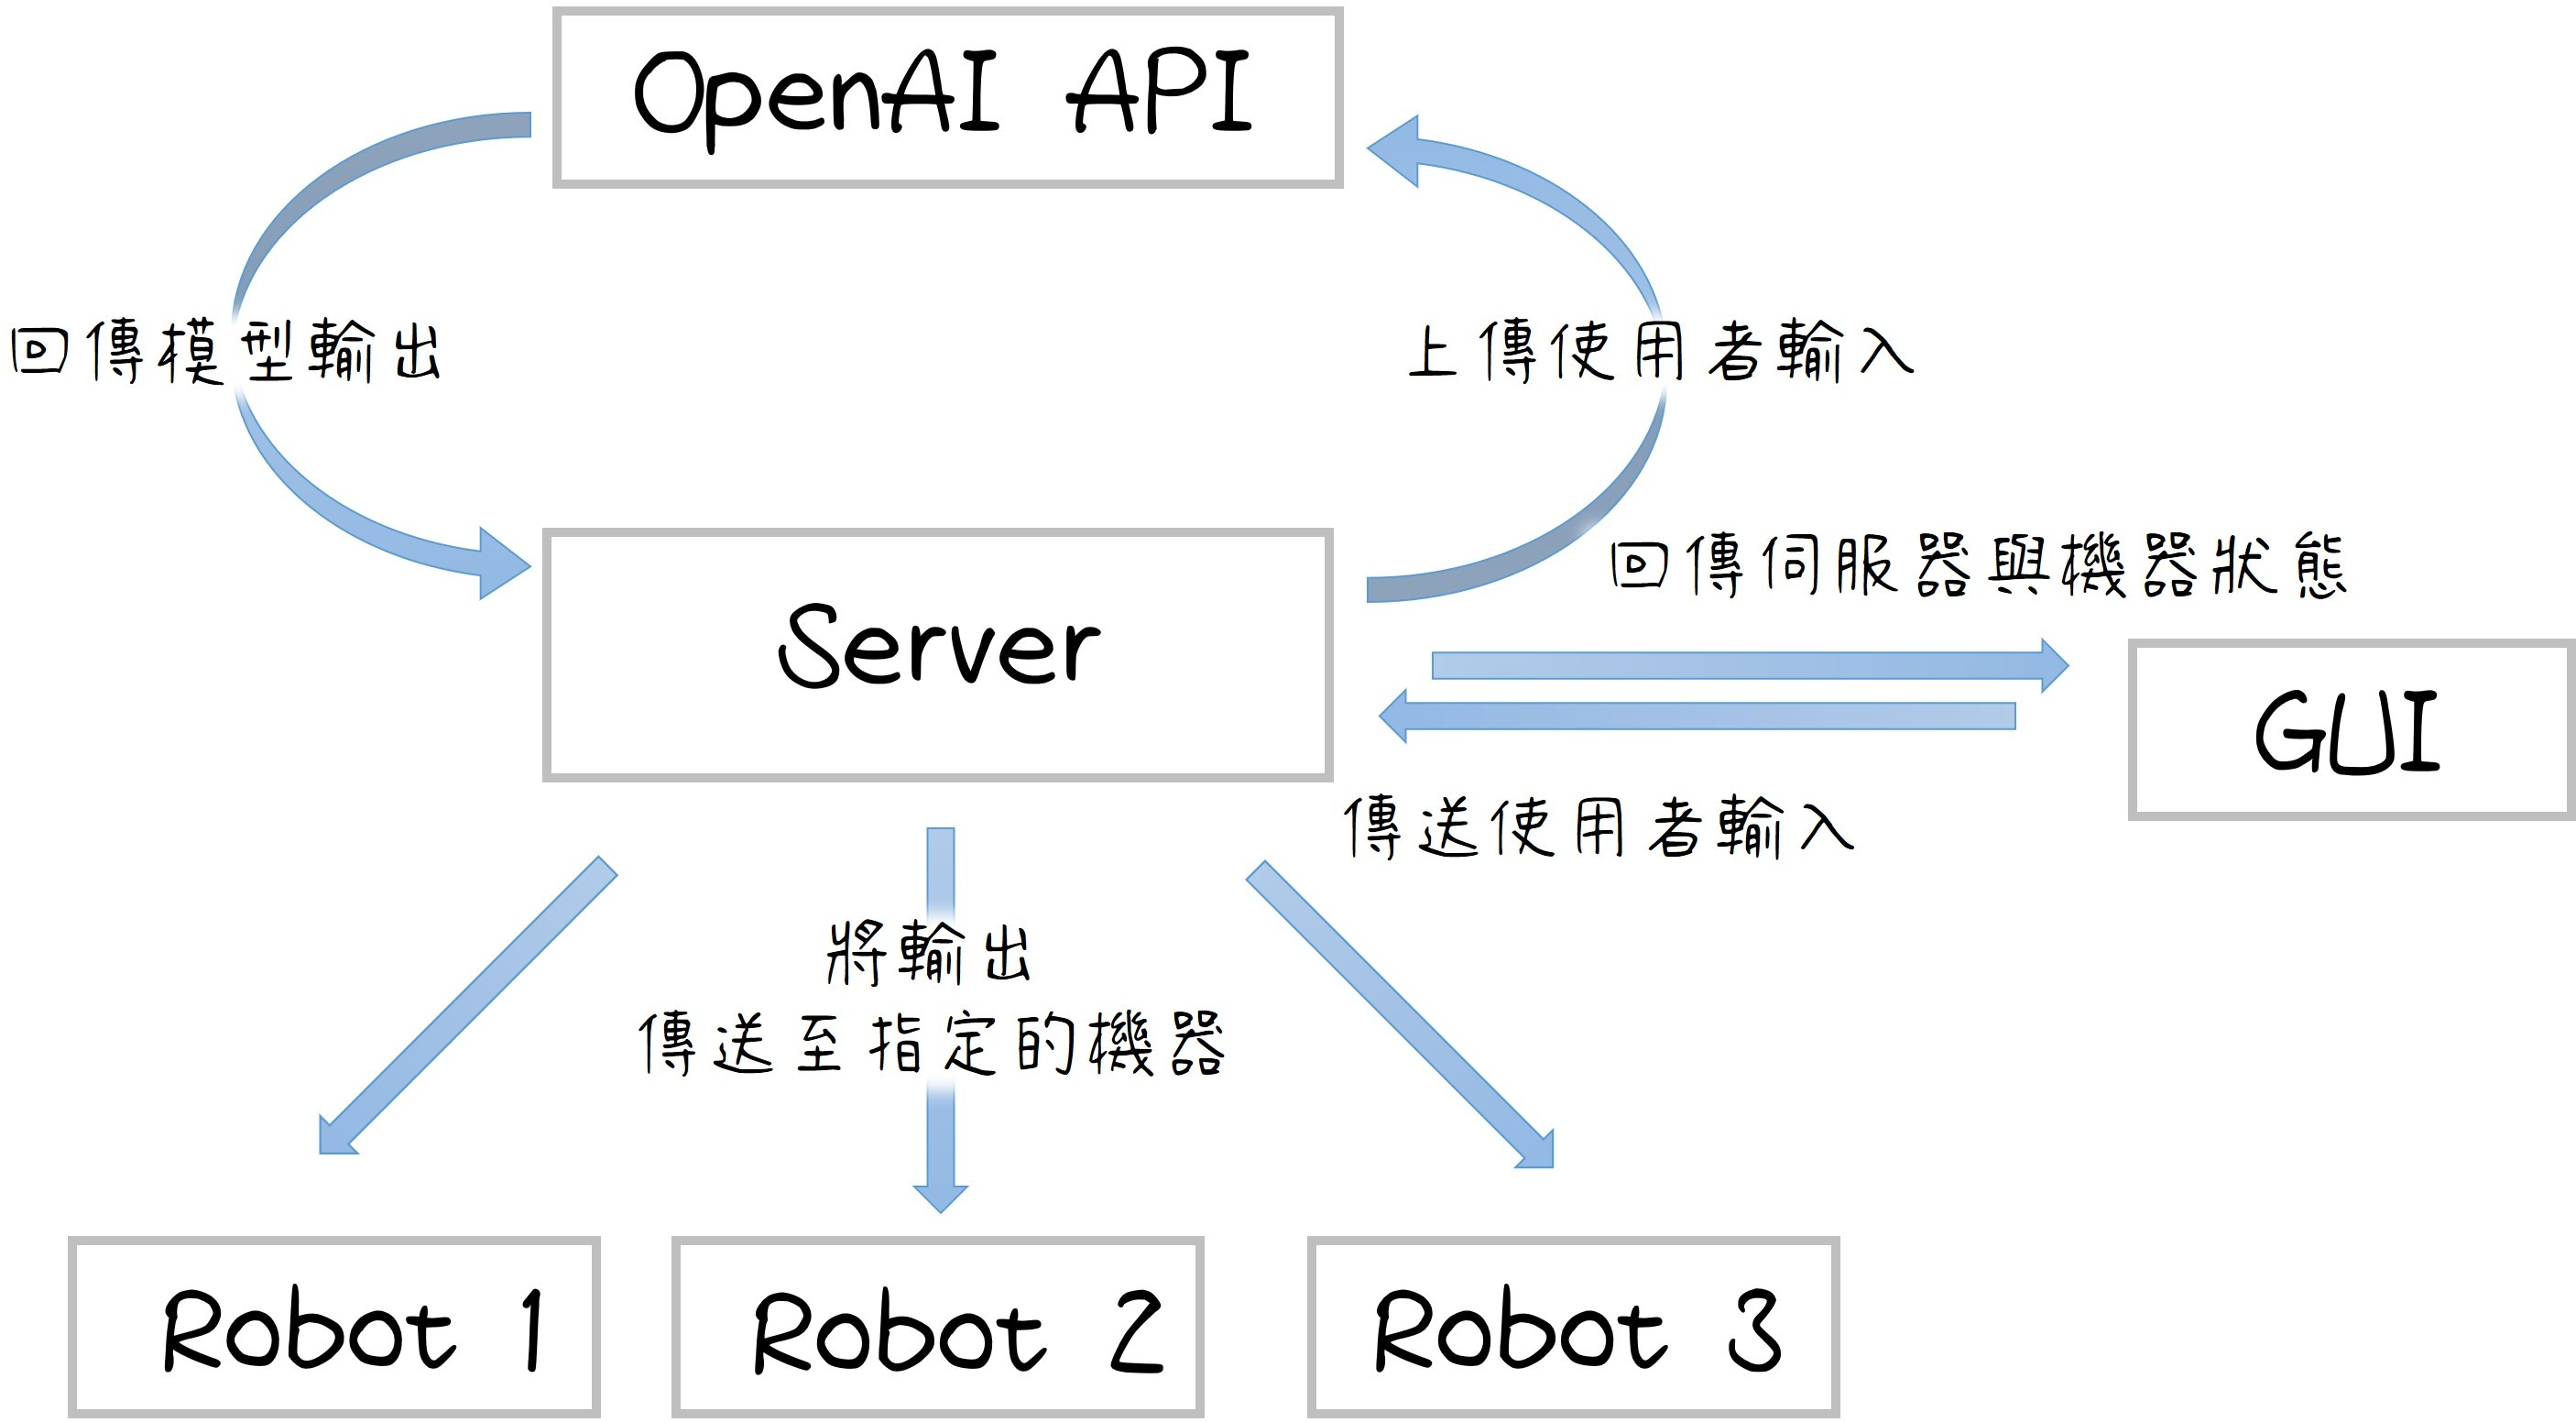 OpenAI API
回傳模型輸出
上傳使用者輸入
回傳伺服器與機器狀態
Server
GUI
傳送使用者輸入
將輸出
傳送至指定的機器
Robot 1
Robot 2
Robot 3